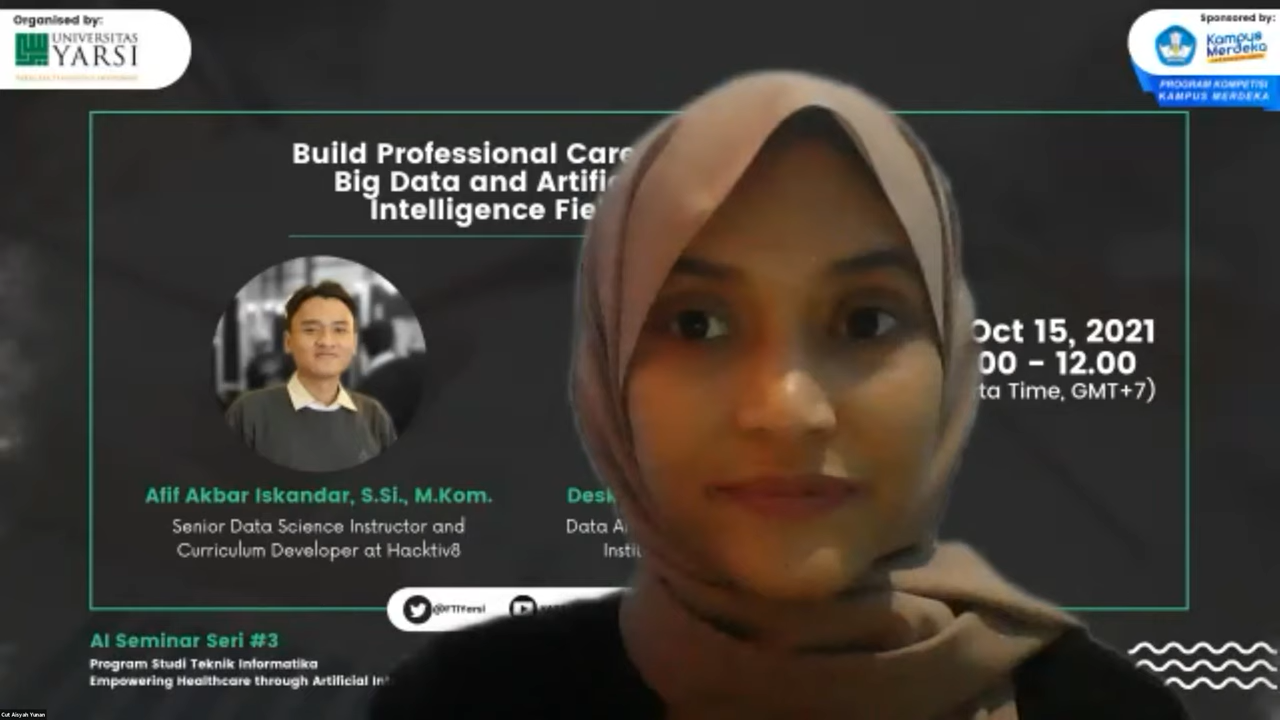 Organised by:
UNIVERSITAS
YARSI
Sponsored by:
Kampus
Merdeka
PROGRAM KOMPETISI
KAMPUS MERDEKA
Build Professional Care
Big Data and Artific
Intelligence Fie
Oct 15, 2021
00 - 12.00
ta Time, GMT+7)
Afif Akbar Iskandar, S.Si., M.Kom.
Senior Data Science Instructor and
Curriculum Developer at Hacktiv8
Desk
Data A
Instit
@FTIYarsi
AI Seminar Seri #3
Program Studi Teknik Informatika
Empowering Healthcare through Artificial Int
Cut Aisyah Yunan